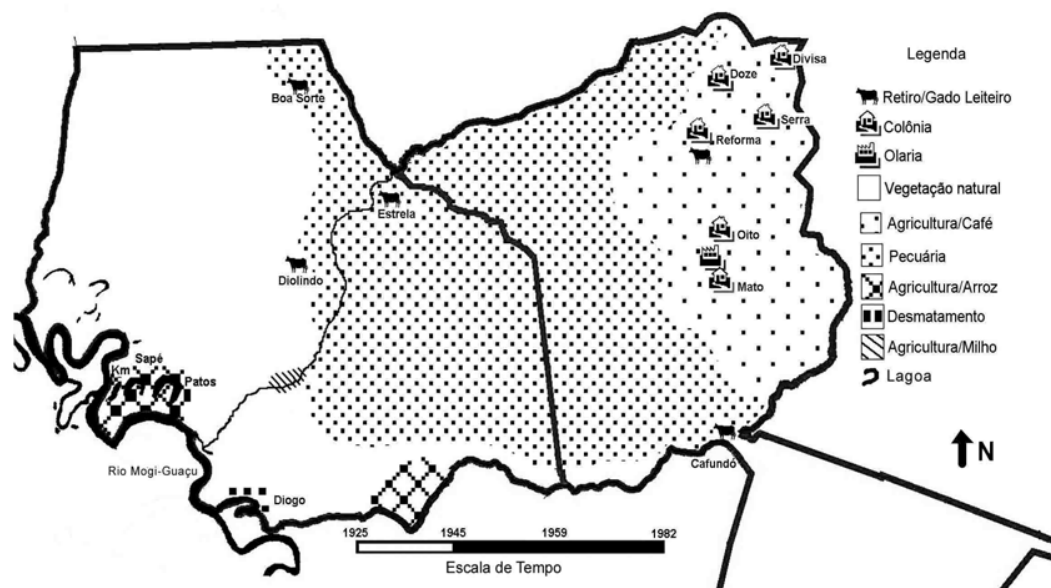 Divisa
Doze
Serra
Reforma
Boa Sorte
Estrela
Oito
Diolindo
Mato
Sapé
Km
Patos
Cafundó
Rio Mogi-Guaçu
Diogo
1925 1945 1959 1982
Escala de Tempo
Legenda
Retiro/Gado Leiteiro
Colônia
Olaria
Vegetação natural
Agricultura/Café
Pecuária
Agricultura/Arroz
Desmatamento
Agricultura/Milho
Lagoa
N